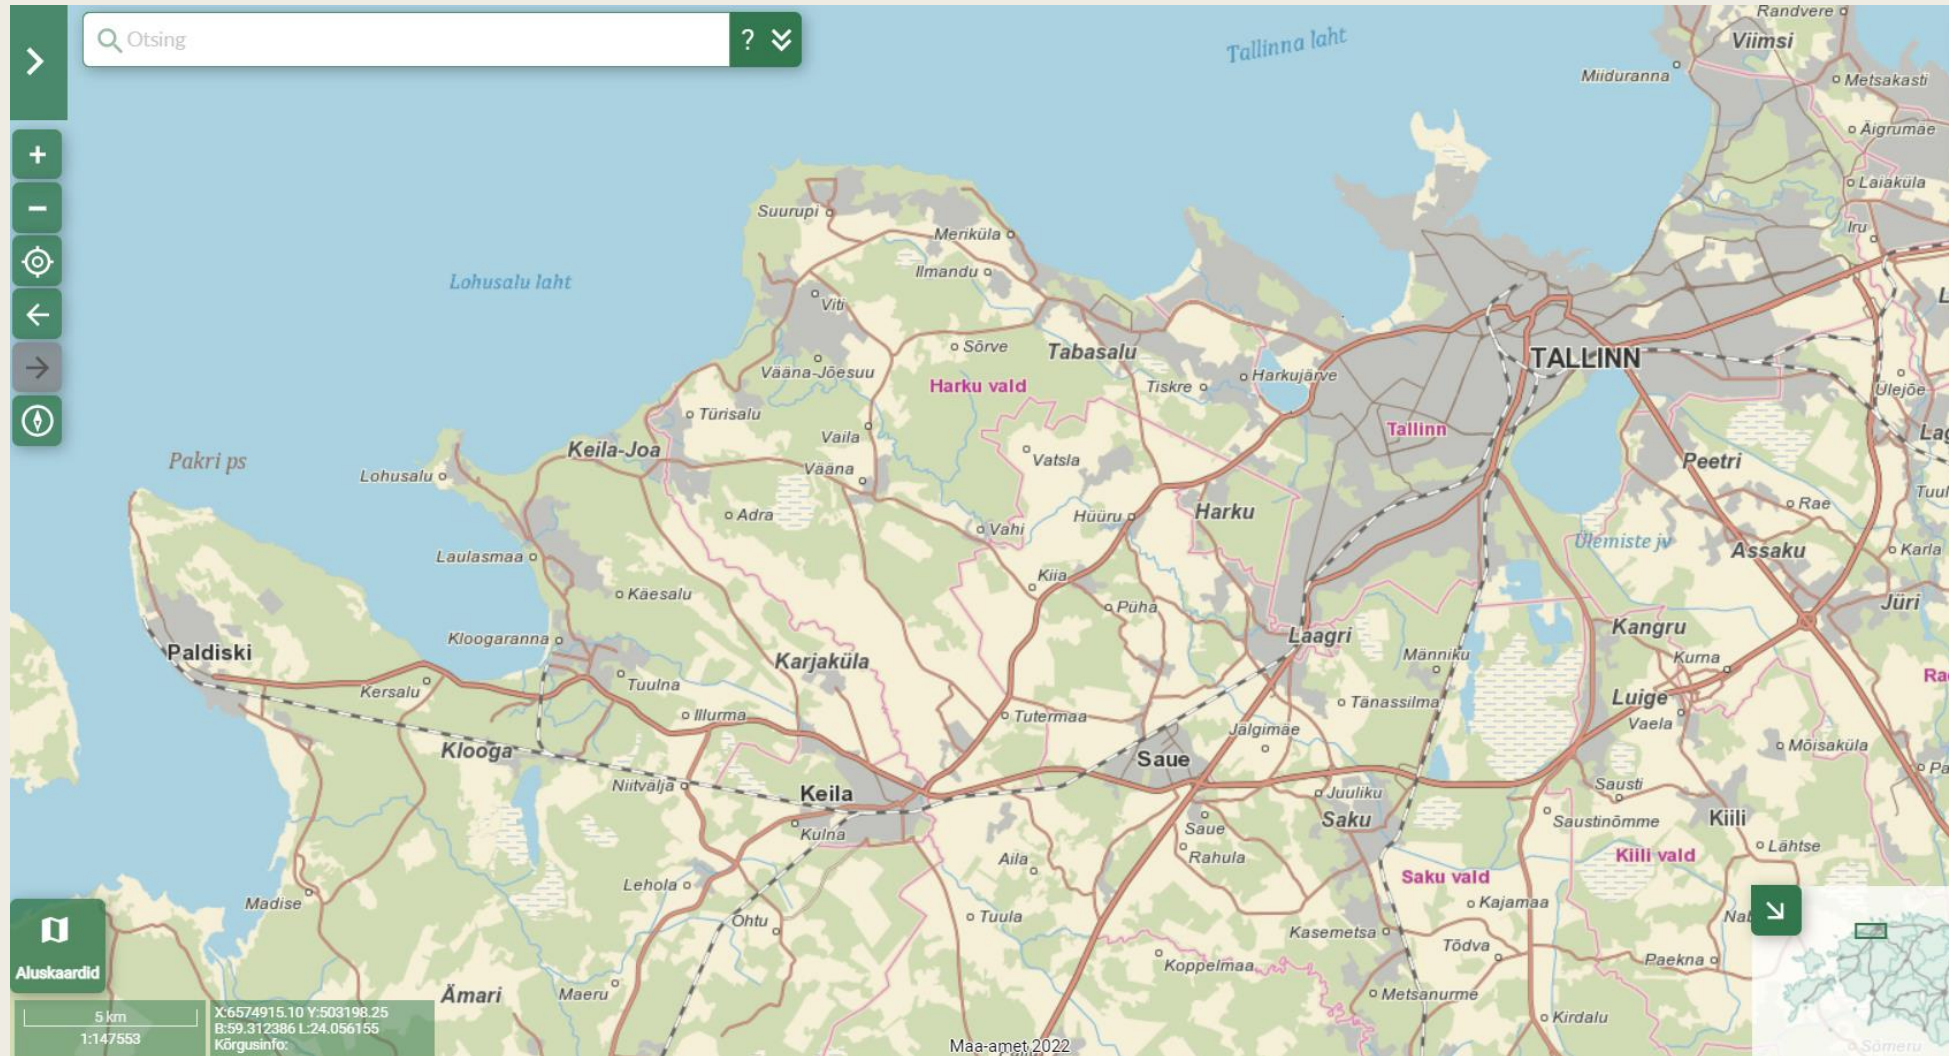 Otsing
?
Randvere
Viimsi
Tallinna laht
Miiduranna
Metsakasti
Äigrumäe
Laiaküla
Suurupi
Iru
Meriküla
Ilmandu
Lohusalu laht
Viti
Sõrve
Tabasalu
TALLINN
Vääna-Jõesuu
Harku vald
Tiskre
Harkujärve
Ülejõe
Türisalu
Tallinn
Vaila
Keila-Joa
Pakri ps
Vatsla
Peetri
Lohusalu
Vääna
Rae
Adra
Vahi
Hüüru
Harku
Ülemiste jv
Assaku
Karla
Laulasmaa
Kiia
Käesalu
Püha
Jüri
Kloogaranna
Laagri
Kangru
Paldiski
Karjaküla
Männiku
Kurna
Kersalu
Tuulna
Luige
Tänassilma
Illurma
Tutermaa
Vaela
Jälgimäe
Klooga
Mõisaküla
Saue
Niitvälja
Keila
Juuliku
Sausti
Kulna
Saue
Saku
Saustinõmme
Kiili
Rahula
Aila
Kiili vald
Lähtse
Lehola
Saku vald
Madise
Kajamaa
Tuula
Ohtu
Kasemetsa
Tõdva
Koppelmaa
Paekna
Aluskaardid
Ämari
Maeru
Metsanurme
5 km
1:147553
X:6574915.10 Y:503198.25
B:59.312386 L:24.056155
Kõrgusinfo:
Kirdalu
Maa-amet 2022
Sõmeru